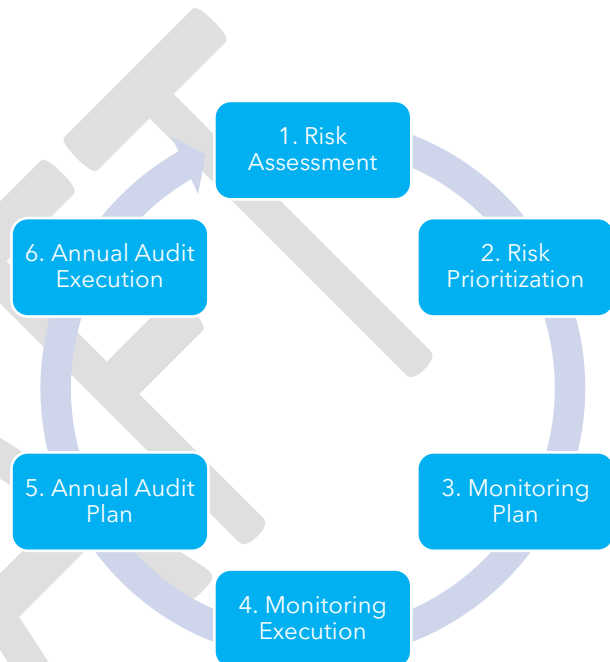 1. Risk
Assessment
2. Risk
Prioritization
3. Monitoring
Plan
4. Monitoring
Execution
5. Annual Audit
Plan
6. Annual Audit
Execution